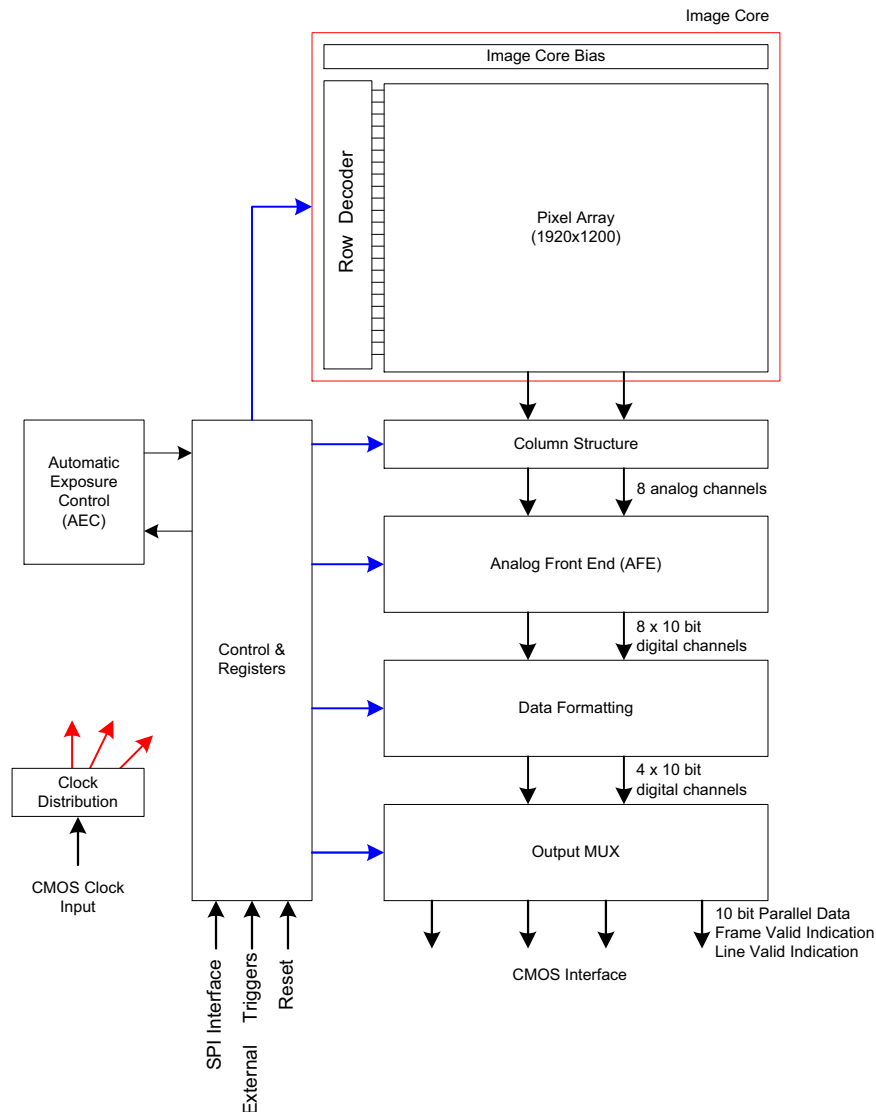 Image Core
Image Core Bias
Row Decoder
Pixel Array
(1920x1200)
Automatic
Exposure
Control
(AEC)
Column Structure
8 analog channels
Analog Front End (AFE)
8 x 10 bit
digital channels
Control &
Registers
Data Formatting
4 x 10 bit
digital channels
Clock
Distribution
Output MUX
CMOS Clock
Input
10 bit Parallel Data
Frame Valid Indication
Line Valid Indication
CMOS Interface
SPI Interface
External Triggers
Reset